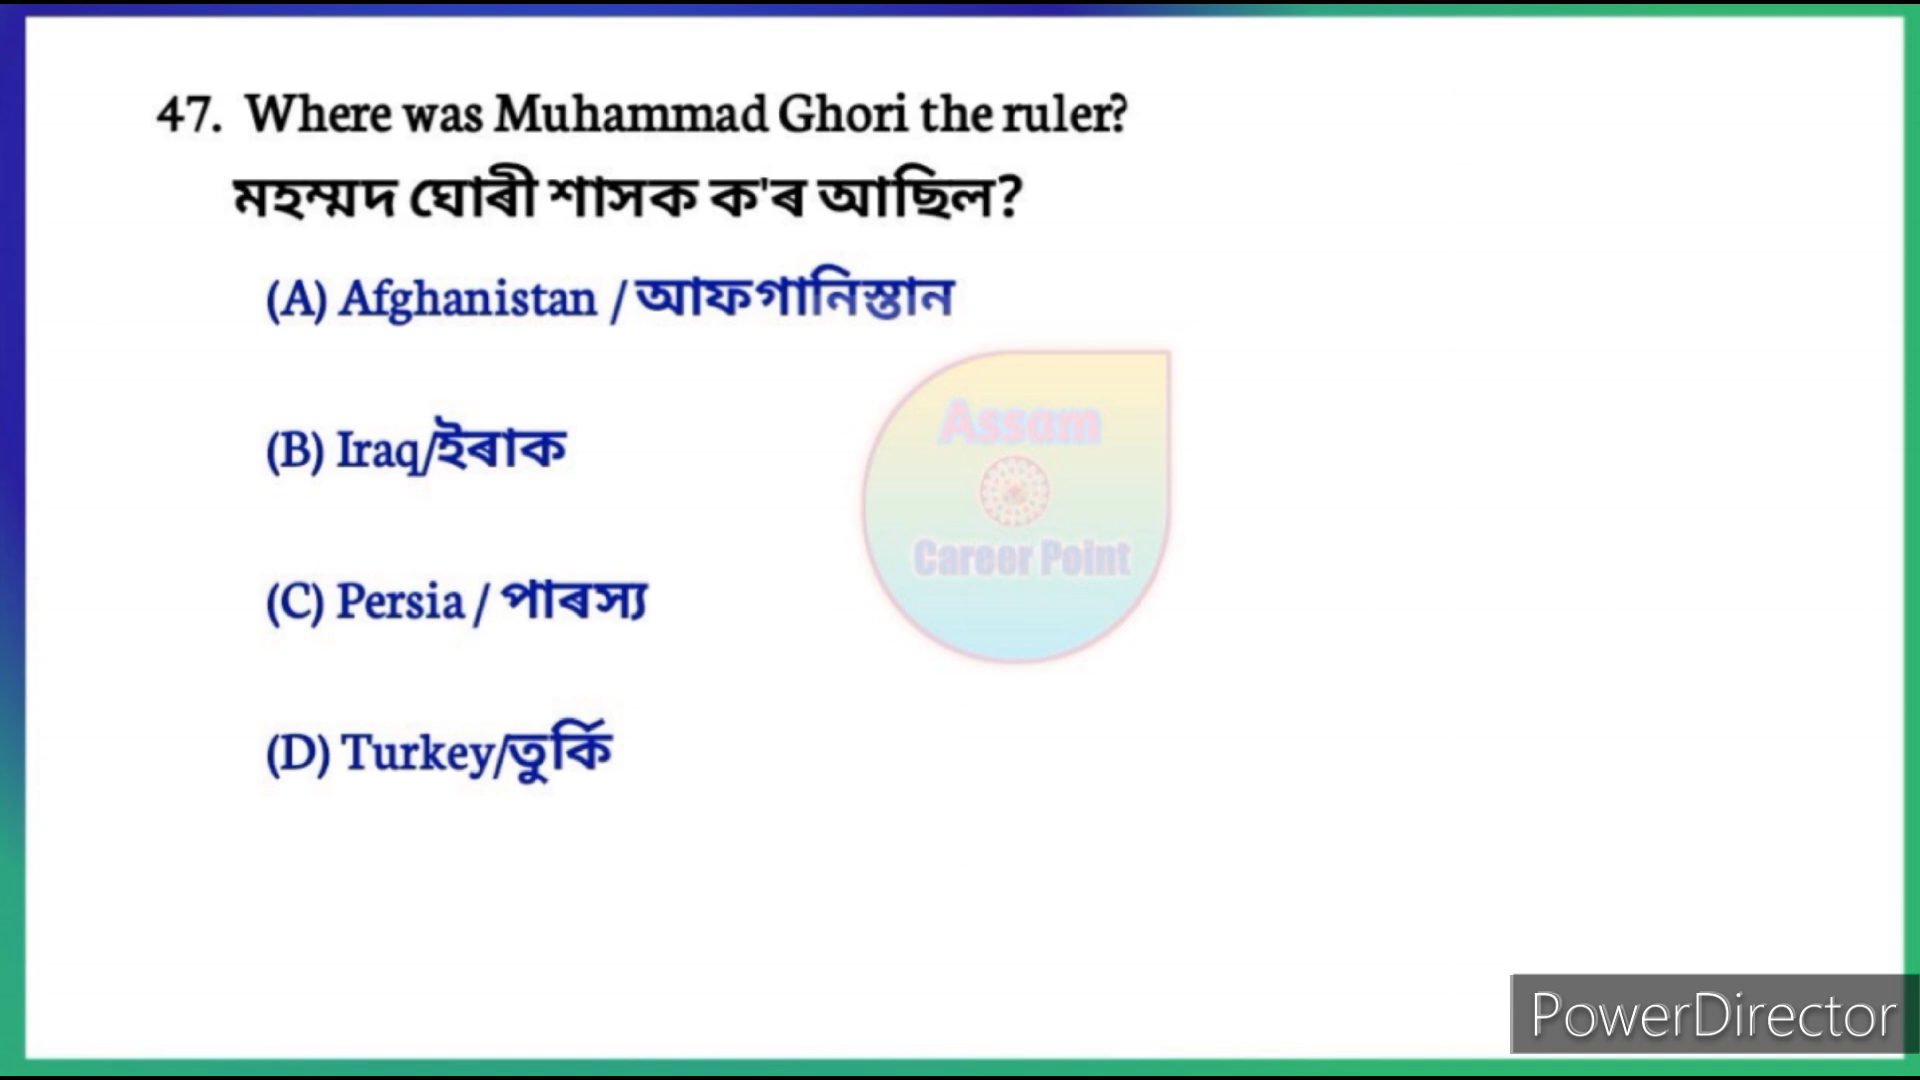 47. Where was Muhammad Ghori the ruler?
মহম্মদ ঘোৰী শাসক ক'ৰ আছিল?
(A) Afghanistan / আফগানিস্তান
(B) Iraq/ইৰাক
(C) Persia / পাৰস্য
(D) Turkey/তুৰ্কি
Assam
Career Point
PowerDirector